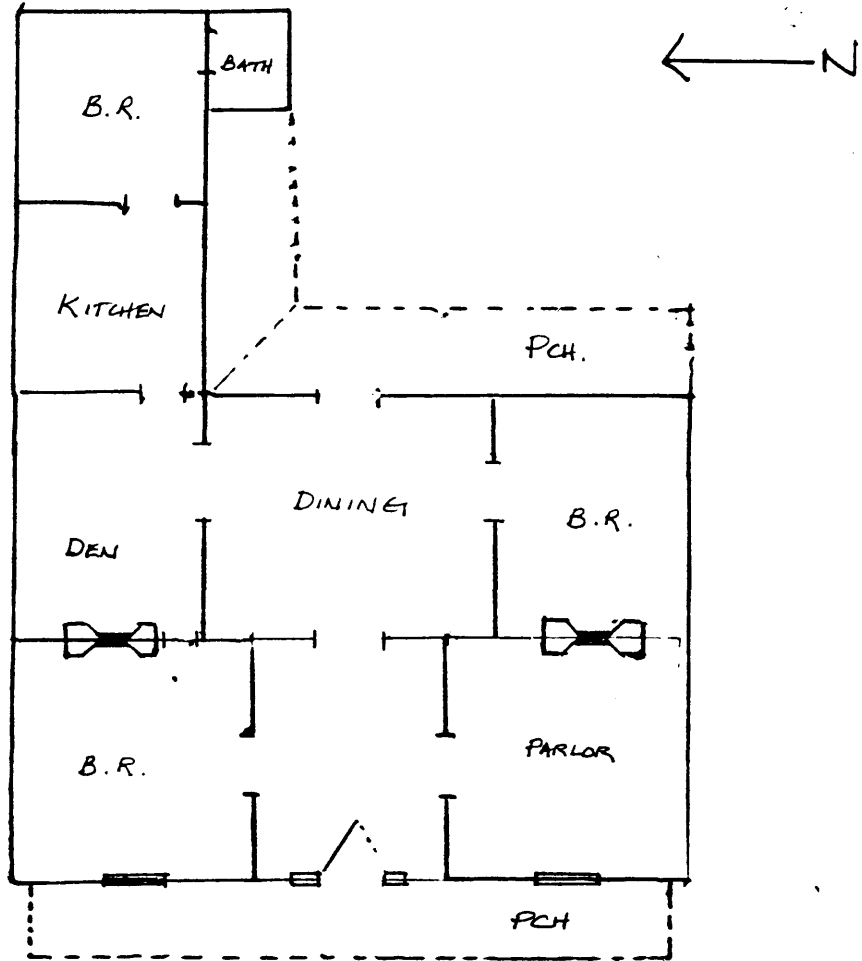 BATH
N
B.R.
KITCHEN
PCH.
DINING
B.R.
DEN
PARLOR
B.R.
PCH